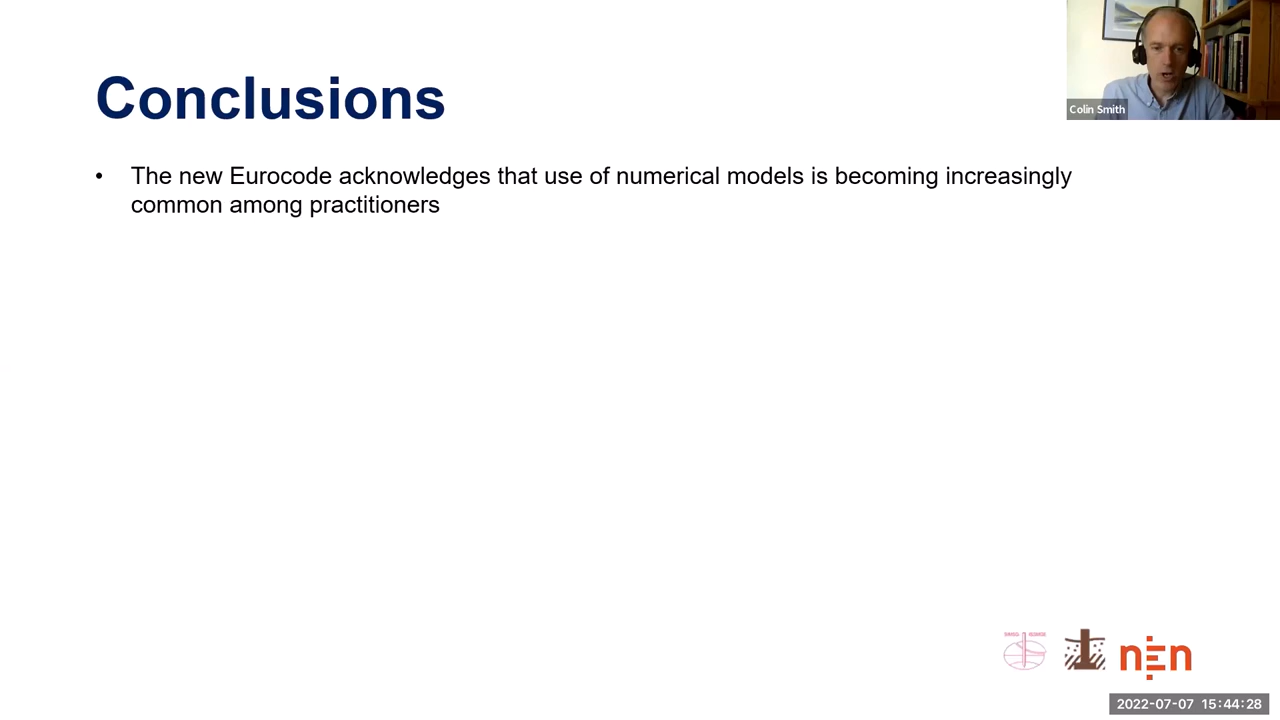 Conclusions
Colin Smith
• The new Eurocode acknowledges that use of numerical models is becoming increasingly
common among practitioners
nEn
2022-07-07 15:44:28